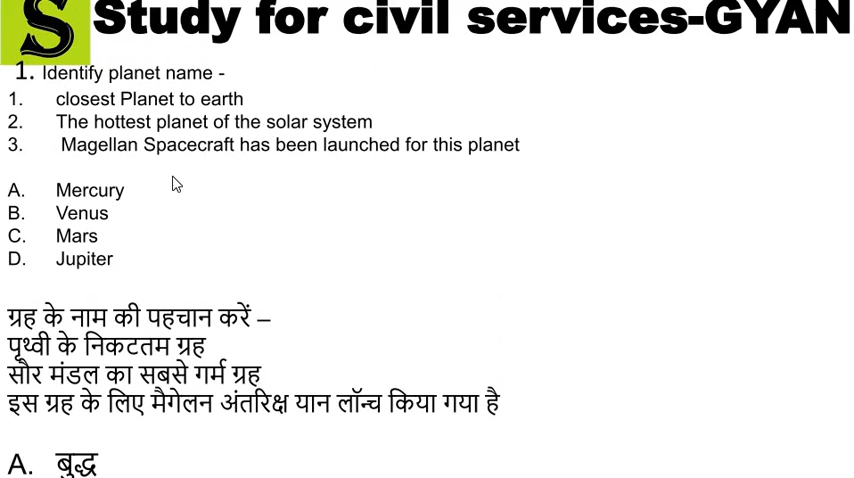 S Study for civil services-GYAN
1. Identify planet name -
1. closest Planet to earth
2. The hottest planet of the solar system
3. Magellan Spacecraft has been launched for this planet
A. Mercury
B. Venus
C. Mars
D. Jupiter
ग्रह के नाम की पहचान करें –
पृथ्वी के निकटतम ग्रह
सौर मंडल का सबसे गर्म ग्रह
इस ग्रह के लिए मैगेलन अंतरिक्ष यान लॉन्च किया गया है
A. बुद्ध